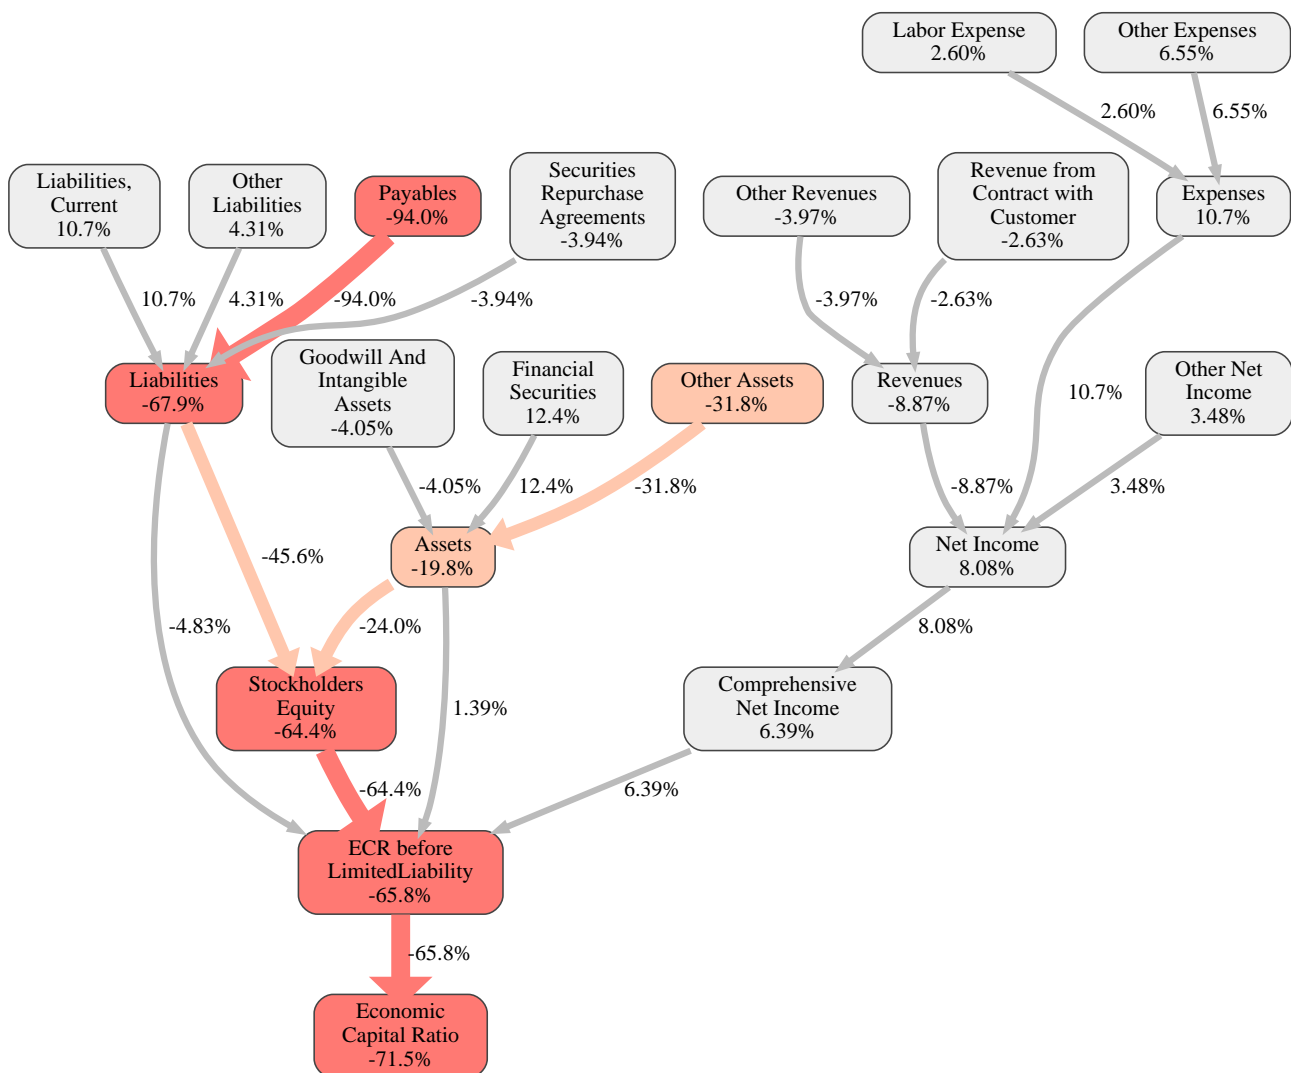 Labor Expense
2.60%
Other Expenses
6.55%
2.60%
6.55%
Liabilities,
Current
10.7%
Other
Liabilities
4.31%
Payables
-94.0%
Securities
Repurchase
Agreements
-3.94%
Other Revenues
-3.97%
Revenue from
Contract with
Customer
-2.63%
Expenses
10.7%
10.7%
4.31%
-94.0%
-3.94%
-3.97%
-2.63%
Liabilities
-67.9%
Goodwill And
Intangible
Assets
-4.05%
Financial
Securities
12.4%
Other Assets
-31.8%
Revenues
-8.87%
10.7%
Other Net
Income
3.48%
-4.05%
12.4%
-31.8%
-8.87%
3.48%
-45.6%
Assets
-19.8%
Net Income
8.08%
-4.83%
-24.0%
8.08%
Stockholders
Equity
-64.4%
1.39%
Comprehensive
Net Income
6.39%
-64.4%
6.39%
ECR before
LimitedLiability
-65.8%
-65.8%
Economic
Capital Ratio
-71.5%